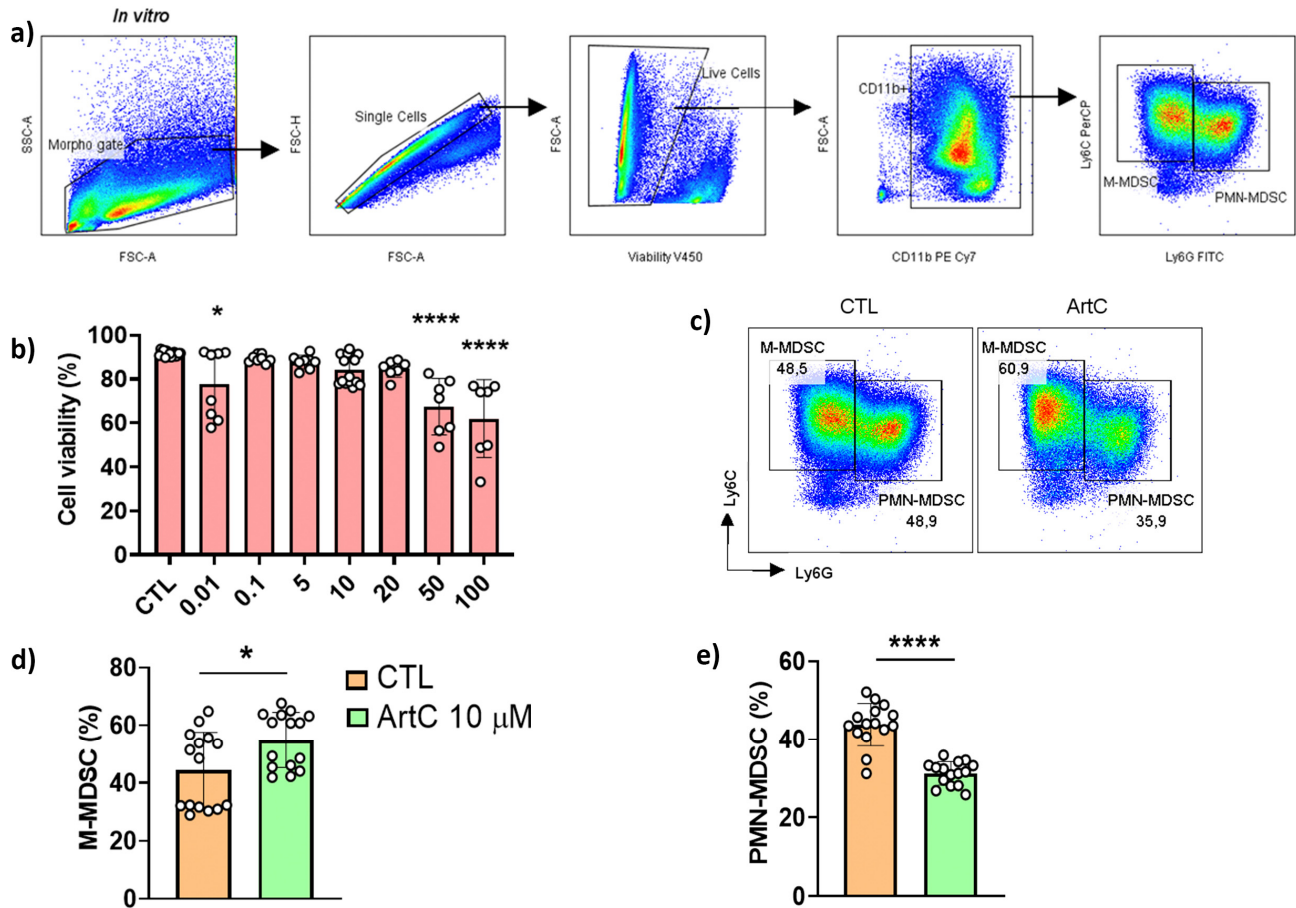 In vitro
a)
SSC-A
Morpho gate
FSC-A
FSC-H
Single Cells
FSC-A
FSC-A
Live Cells
Viability V450
FSC-A
CD11b+
CD11b PE Cy7
Ly6C PerCP
M-MDSC
PMN-MDSC
Ly6G FITC
b)
Cell viability (%)
100
80
60
40
20
0
*
****
****
CTL
0.01
0.1
5
10
20
50
100
c)
CTL
ArtC
M-MDSC
48,5
PMN-MDSC
48,9
M-MDSC
60,9
PMN-MDSC
35,9
Ly6C
Ly6G
d)
M-MDSC (%)
80
60
40
20
0
*
CTL
ArtC 10 μM
e)
PMN-MDSC (%)
60
40
20
0
****